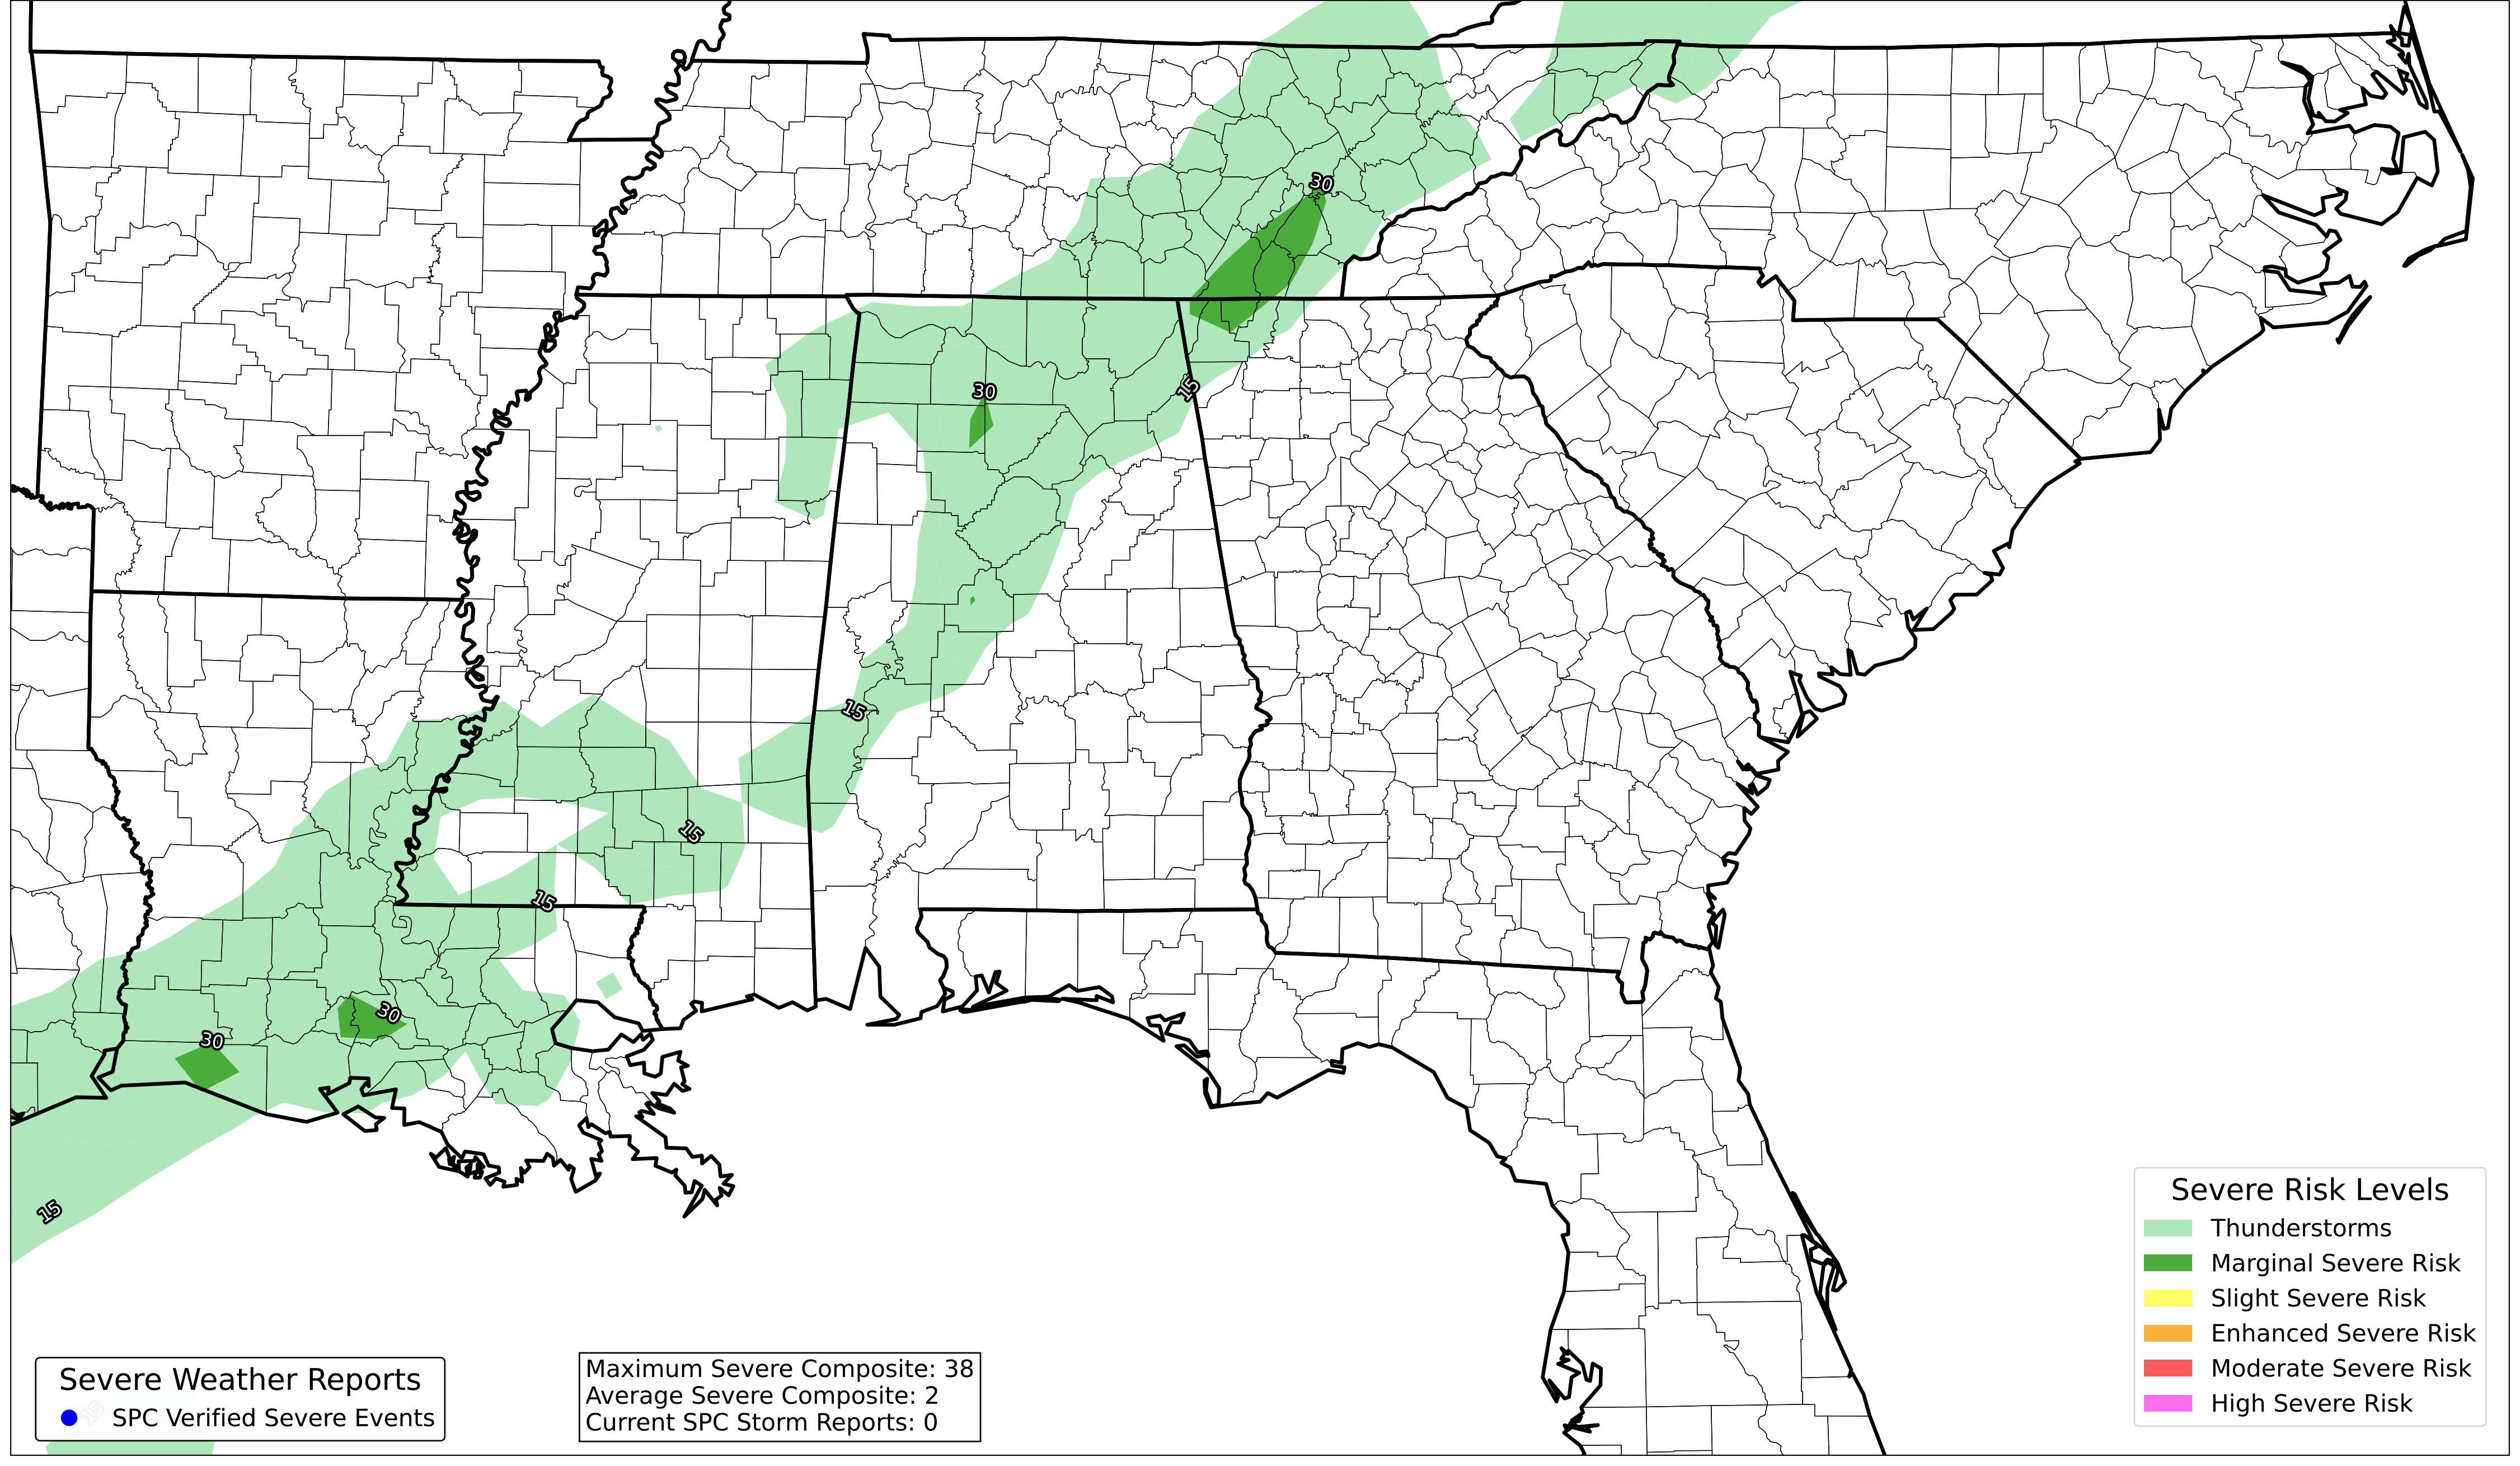 30
30
15
15
15
15
30
30
15
Severe Risk Levels
Thunderstorms
Marginal Severe Risk
Slight Severe Risk
Enhanced Severe Risk
Moderate Severe Risk
High Severe Risk
Severe Weather Reports
15
SPC Verified Severe Events
Maximum Severe Composite: 38
Average Severe Composite: 2
Current SPC Storm Reports: 0